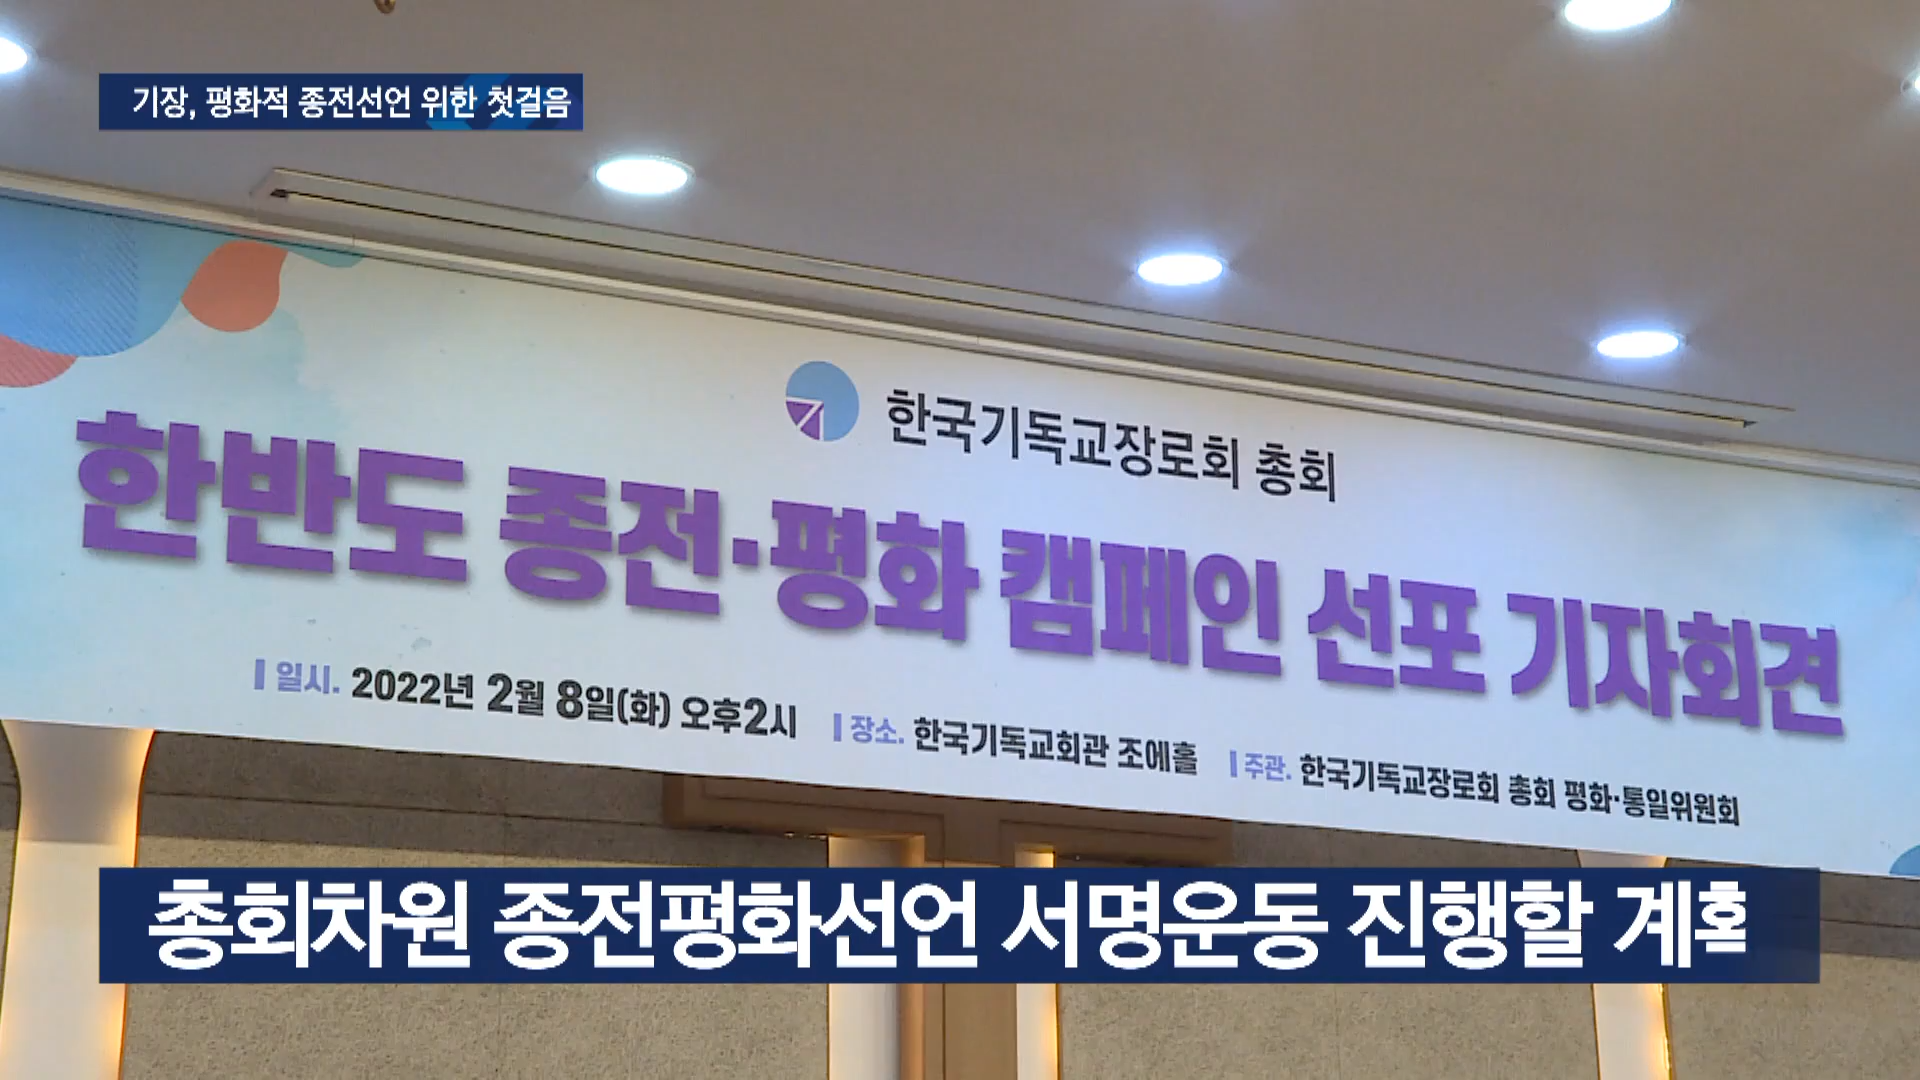 기장, 평화적 종전선언 위한 첫걸음
한국기독교장로회 총회
한반도 종전·평화 캠페인 선포 기자회견
일시. 2022년 2월 8일(화) 오후2시 장소. 한국기독교회관 조에홀 주관. 한국기독교장로회 총회 평화·통일위원회
총회차원 종전평화선언 서명운동 진행할 계획